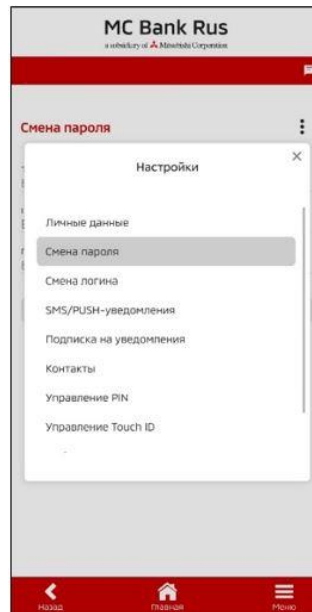 MC Bank Rus
a subsidiary of Mitsubishi Corporation
Смена пароля
Настройки
Личные данные
Смена пароля
Смена логина
SMS/PUSH-уведомления
Подписка на уведомления
Контакты
Управление PIN
Управление Touch ID
Назад
Главная
Меню